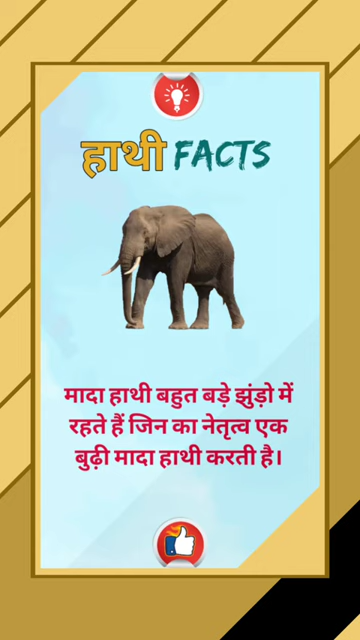 हाथी FACTS
मादा हाथी बहुत बड़े झुंड़ो में
रहते हैं जिन का नेतृत्व एक
बुढ़ी मादा हाथी करती है।